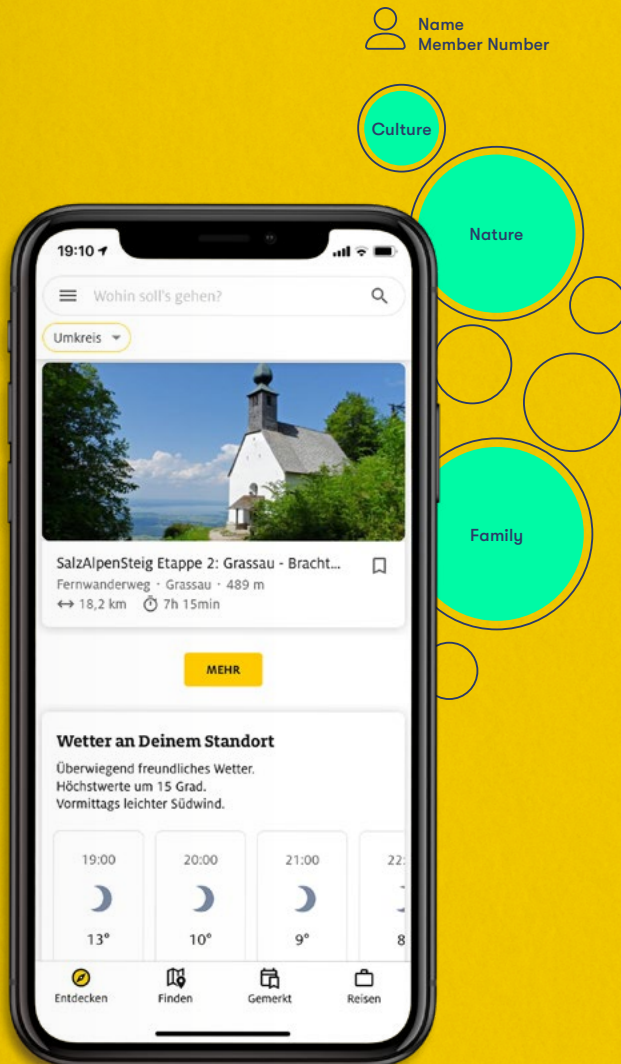 Name
Member Number
Culture
Nature
Family
19:10
Wohin soll's gehen?
Umkreis
SalzAlpenSteig Etappe 2: Grassau - Bracht...
Fernwanderweg · Grassau · 489 m
18,2 km 7h 15min
MEHR
Wetter an Deinem Standort
Überwiegend freundliches Wetter.
Höchstwerte um 15 Grad.
Vormittags leichter Südwind.
19:00 20:00 21:00 22:
13° 10° 9° 8
Entdecken Finden Gemerkt Reisen